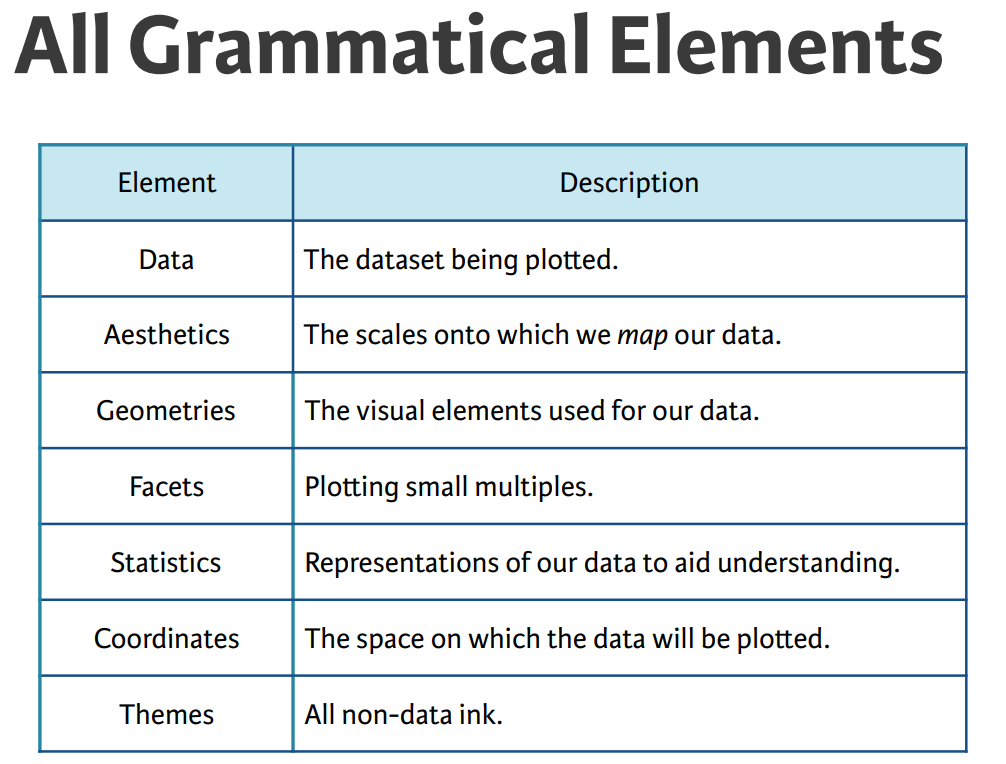 All Grammatical Elements
Element Description
Data The dataset being plotted.
Aesthetics The scales onto which we map our data.
Geometries The visual elements used for our data.
Facets Plotting small multiples.
Statistics Representations of our data to aid understanding.
Coordinates The space on which the data will be plotted.
Themes All non-data ink.